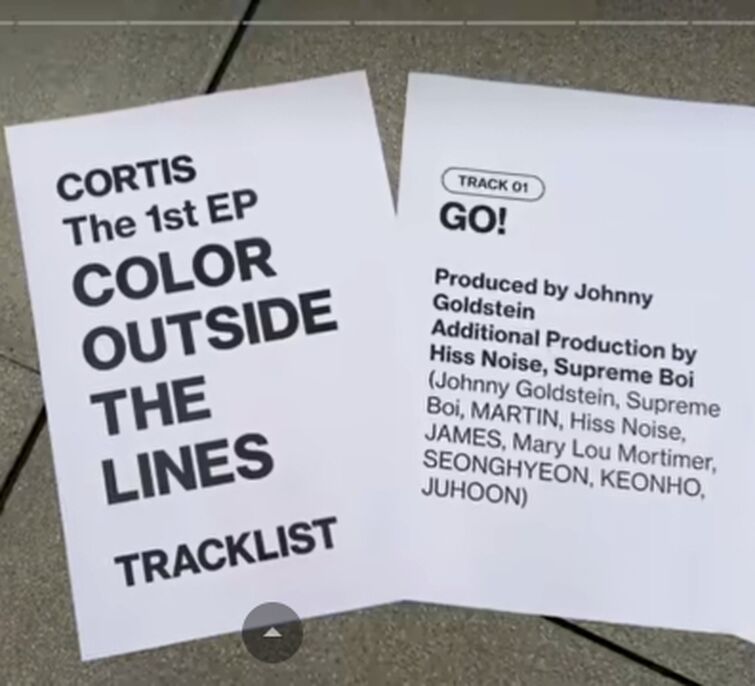 CORTIS
The 1st EP
COLOR
OUTSIDE
THE
LINES
TRACKLIST
TRACK 01
GO!
Produced by Johnny
Goldstein
Additional Production by
Hiss Noise, Supreme Boi
(Johnny Goldstein, Supreme
Boi, MARTIN, Hiss Noise,
JAMES, Mary Lou Mortimer,
SEONGHYEON, KEONHO,
JUHOON)